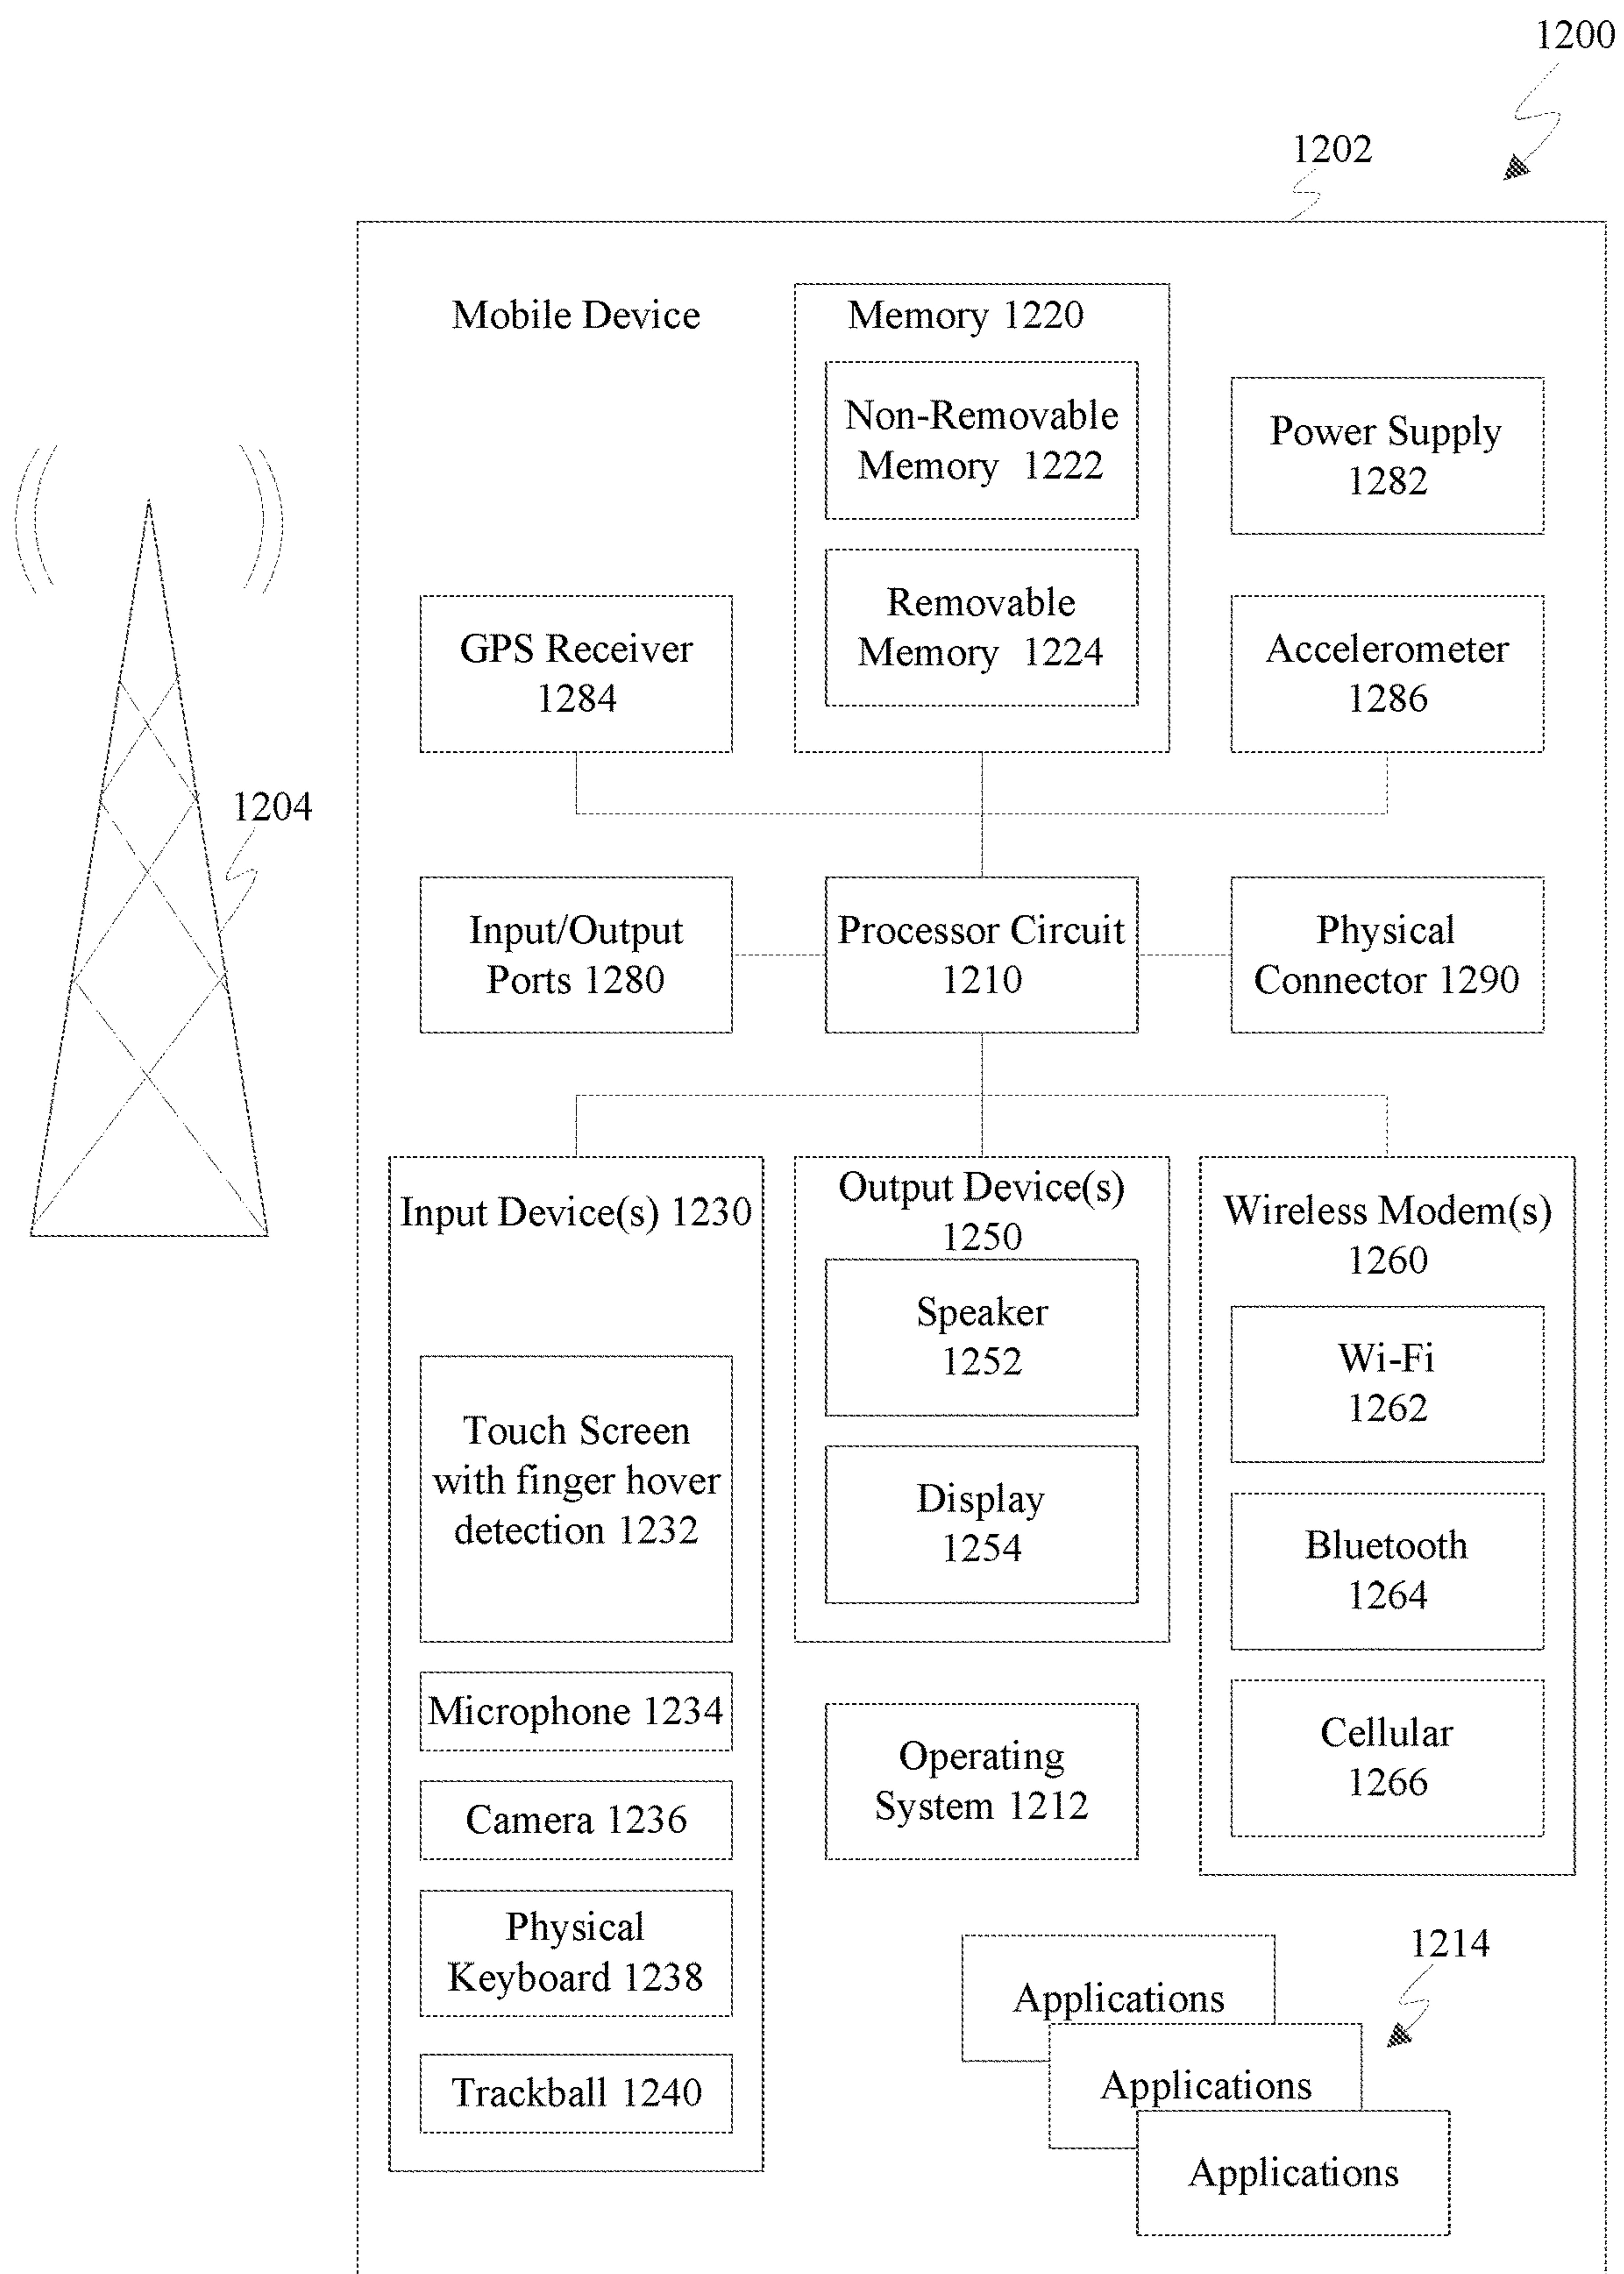 1200
1202
Mobile Device
Memory 1220
Non-Removable
Memory 1222
Power Supply
1282
Removable
Memory 1224
GPS Receiver
1284
Accelerometer
1286
1204
Input/Output
Ports 1280
Processor Circuit
1210
Physical
Connector 1290
Input Device(s) 1230
Touch Screen
with finger hover
detection 1232
Microphone 1234
Camera 1236
Physical
Keyboard 1238
Trackball 1240
Output Device(s)
1250
Speaker
1252
Display
1254
Operating
System 1212
Wireless Modem(s)
1260
Wi-Fi
1262
Bluetooth
1264
Cellular
1266
1214
Applications
Applications
Applications